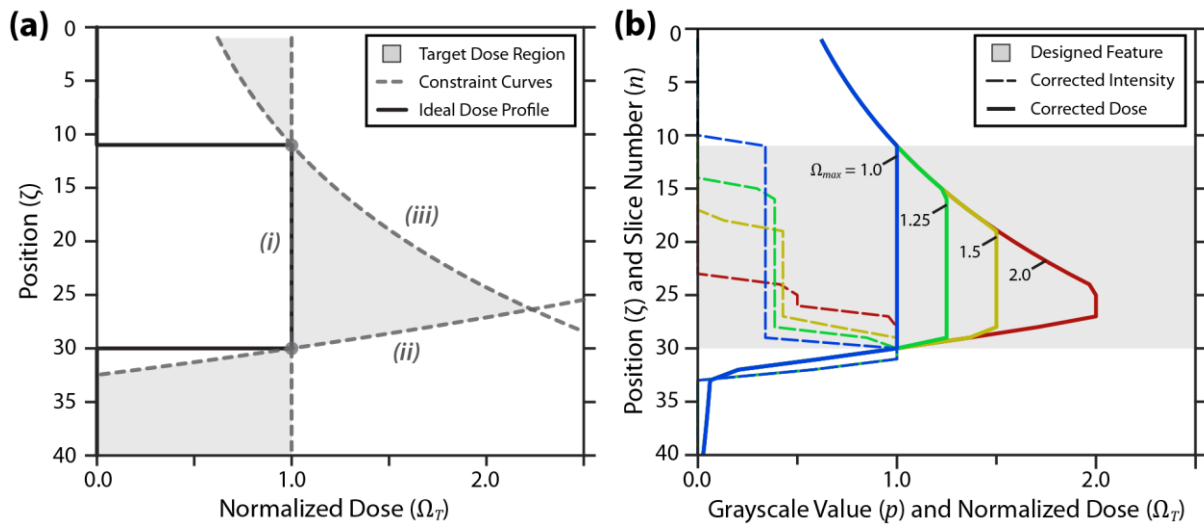 (a)
0
5
10
15
20
25
30
35
40
Position (ζ)
0.0
1.0
2.0
Normalized Dose (Ω_T)
Target Dose Region
Constraint Curves
Ideal Dose Profile
(i)
(ii)
(iii)
(b)
0
5
10
15
20
25
30
35
40
Position (ζ) and Slice Number (n)
0.0
1.0
2.0
Grayscale Value (p) and Normalized Dose (Ω_T)
Designed Feature
Corrected Intensity
Corrected Dose
Ω_max = 1.0
1.25
1.5
2.0